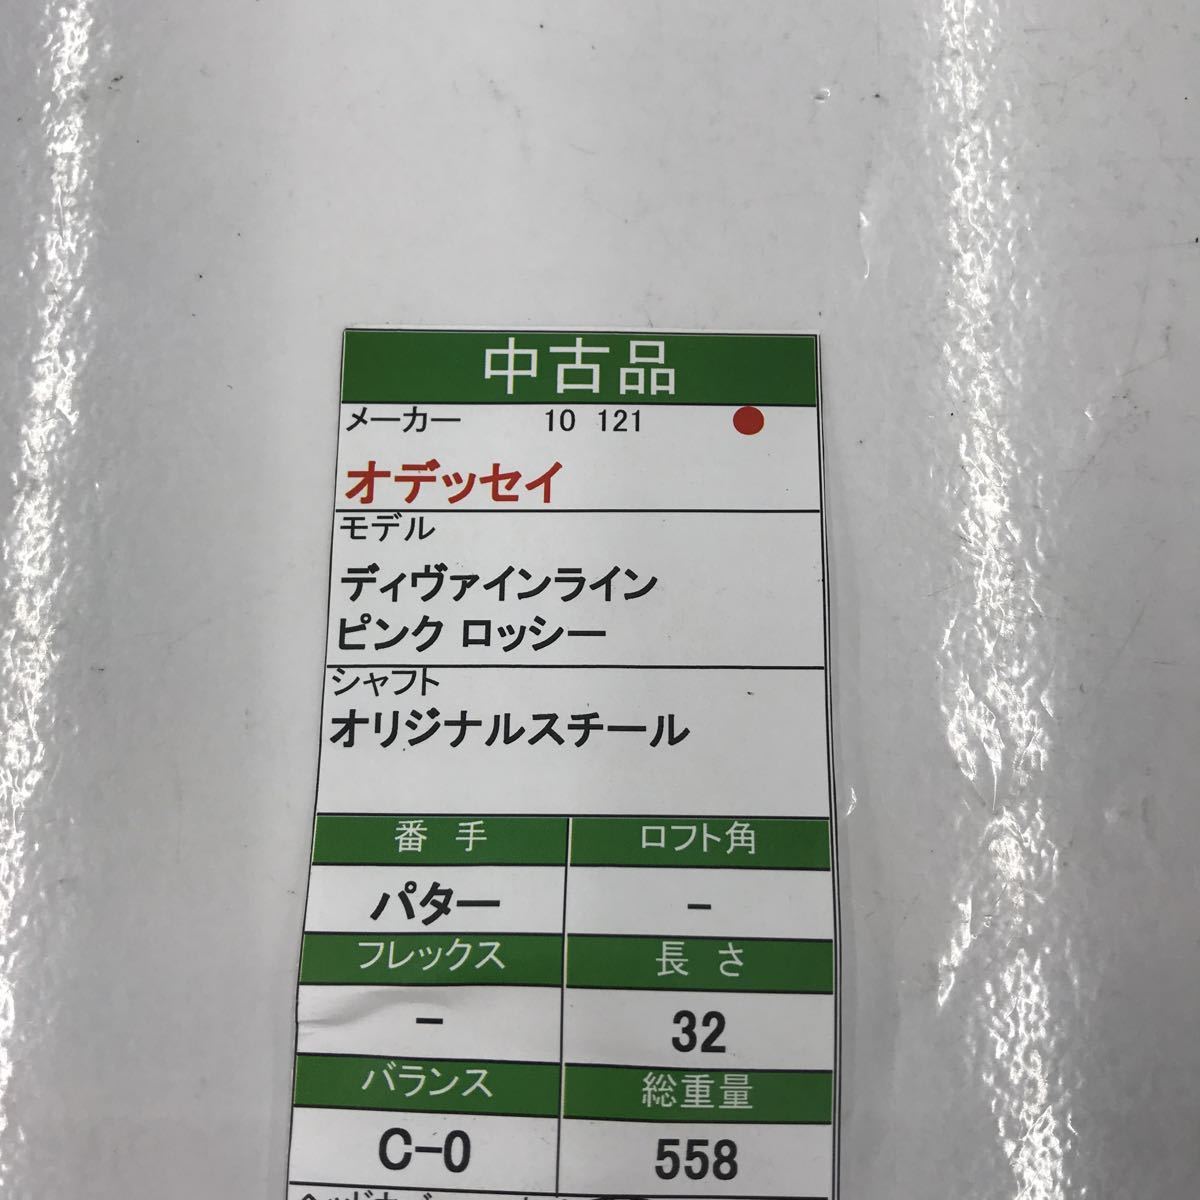 中古品
メーカー 10 121
オデッセイ
モデル
ディヴァインライン
ピンク ロッシー
シャフト
オリジナルスチール
番 手 ロフト角
パター -
フレックス 長 さ
- 32
バランス 総重量
C-0 558